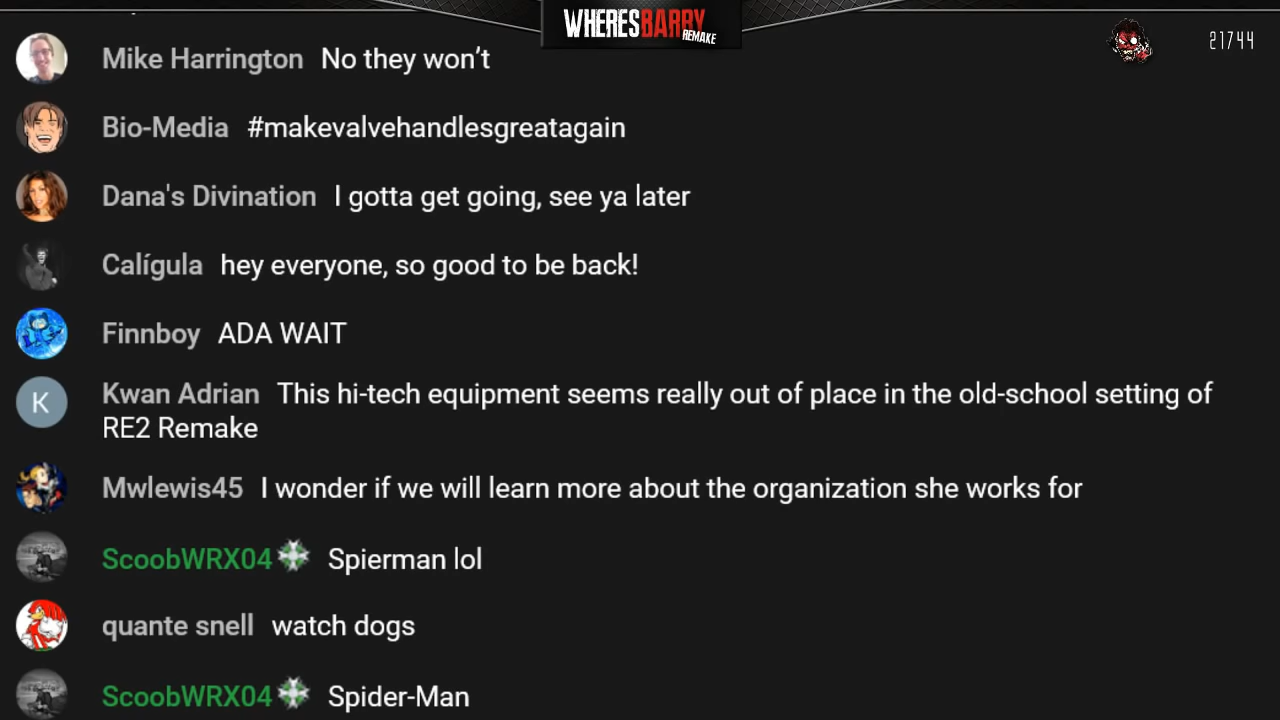 WHERESBARRY
REMAKE
21744
Mike Harrington No they won’t
Bio-Media #makevalvehandlesgreatagain
Dana's Divination I gotta get going, see ya later
Calígula hey everyone, so good to be back!
Finnboy ADA WAIT
K
Kwan Adrian This hi-tech equipment seems really out of place in the old-school setting of
RE2 Remake
Mwlewis45 I wonder if we will learn more about the organization she works for
ScoobWRX04 Spierman lol
quante snell watch dogs
ScoobWRX04 Spider-Man